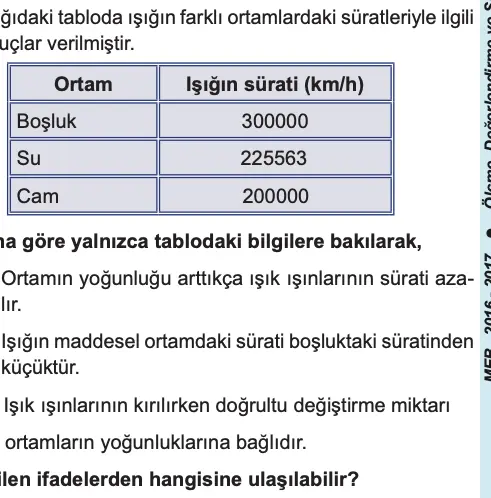 ğıdaki tabloda ışığın farklı ortamlardaki süratleriyle ilgili
uçlar verilmiştir.
Ortam Işığın sürati (km/h)
Boşluk 300000
Su 225563
Cam 200000
na göre yalnızca tablodaki bilgilere bakılarak,
Ortamın yoğunluğu arttıkça ışık ışınlarının sürati aza-
lır.
Işığın maddesel ortamdaki sürati boşluktaki süratinden
küçüktür.
Işık ışınlarının kırılırken doğrultu değiştirme miktarı
ortamların yoğunluklarına bağlıdır.
ilen ifadelerden hangisine ulaşılabilir?
2016 - 2017 ● Ölçme, Değerlendirme ve S